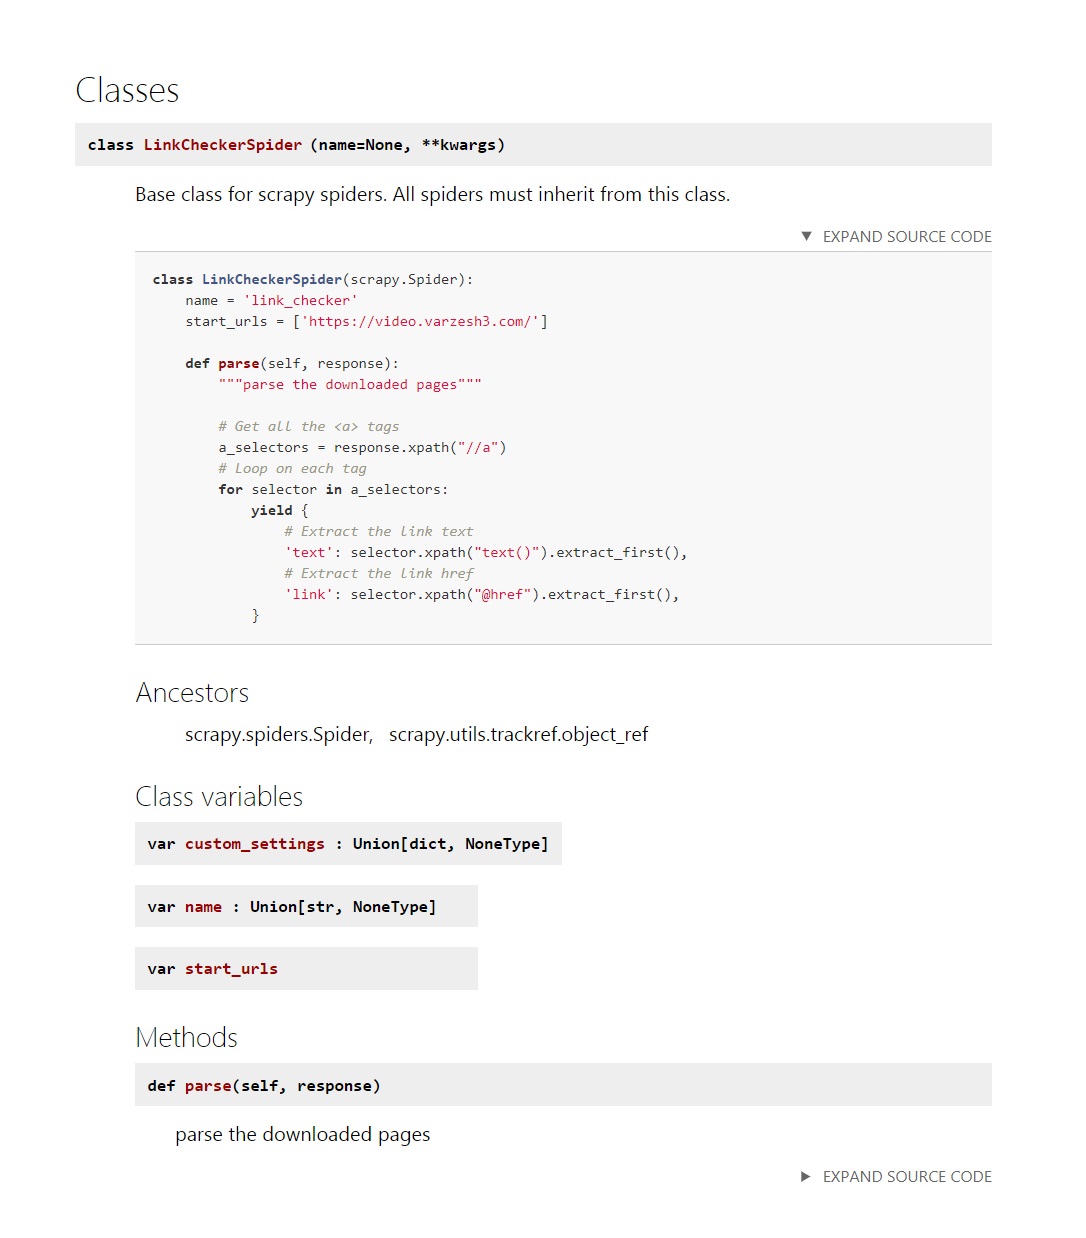 Classes
class LinkCheckerSpider (name=None, **kwargs)
Base class for scrapy spiders. All spiders must inherit from this class.
▼ EXPAND SOURCE CODE
class LinkCheckerSpider(scrapy.Spider):
    name = 'link_checker'
    start_urls = ['https://video.varzesh3.com/']

    def parse(self, response):
        """parse the downloaded pages"""

        # Get all the <a> tags
        a_selectors = response.xpath("//a")
        # Loop on each tag
        for selector in a_selectors:
            yield {
                # Extract the link text
                'text': selector.xpath("text()").extract_first(),
                # Extract the link href
                'link': selector.xpath("@href").extract_first(),
            }
Ancestors
scrapy.spiders.Spider, scrapy.utils.trackref.object_ref
Class variables
var custom_settings : Union[dict, NoneType]
var name : Union[str, NoneType]
var start_urls
Methods
def parse(self, response)
parse the downloaded pages
▶ EXPAND SOURCE CODE